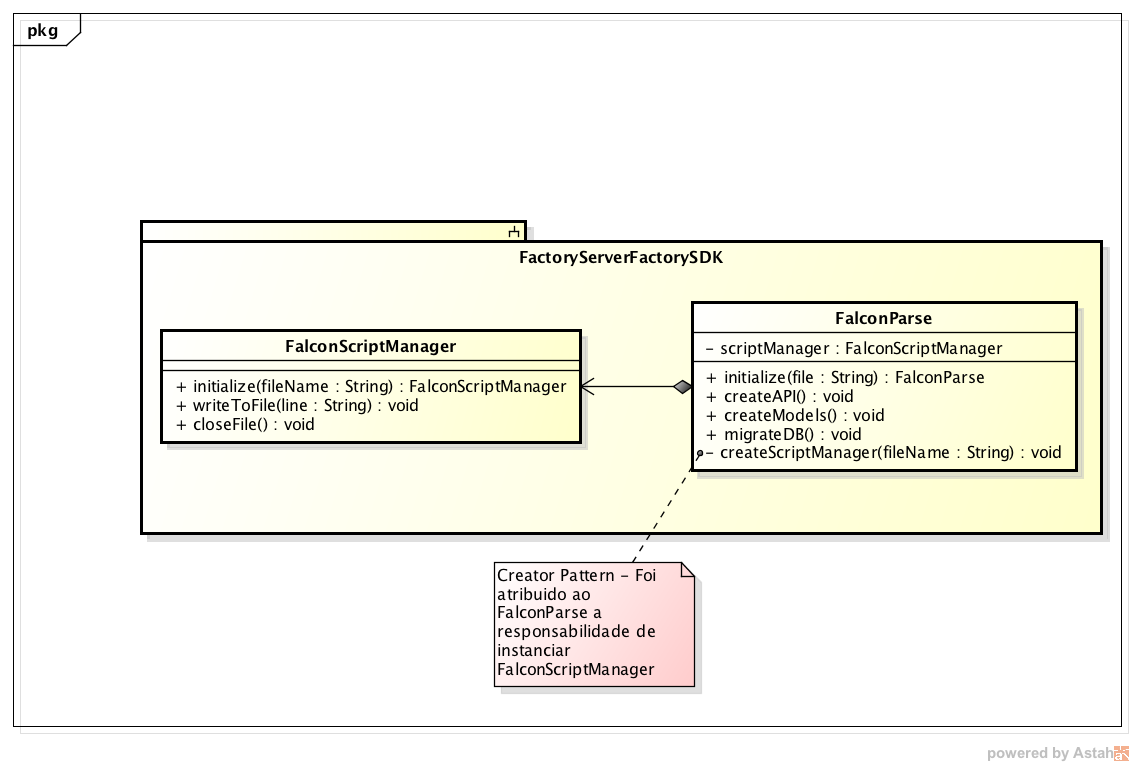 pkg
FactoryServerFactorySDK
FalconScriptManager
+ initialize(fileName : String) : FalconScriptManager
+ writeToFile(line : String) : void
+ closeFile() : void
FalconParse
- scriptManager : FalconScriptManager
+ initialize(file : String) : FalconParse
+ createAPI() : void
+ createModels() : void
+ migrateDB() : void
- createScriptManager(fileName : String) : void
Creator Pattern - Foi
atribuido ao
FalconParse a
responsabilidade de
instanciar
FalconScriptManager
powered by Astah